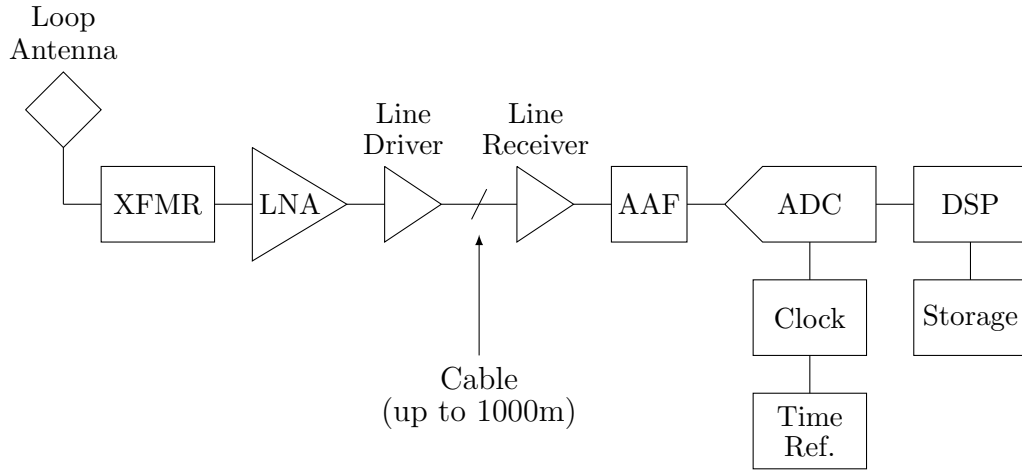 Loop
Antenna
XFMR
LNA
Line
Driver
Line
Receiver
AAF
ADC
DSP
Clock
Storage
Time
Ref.
Cable
(up to 1000m)